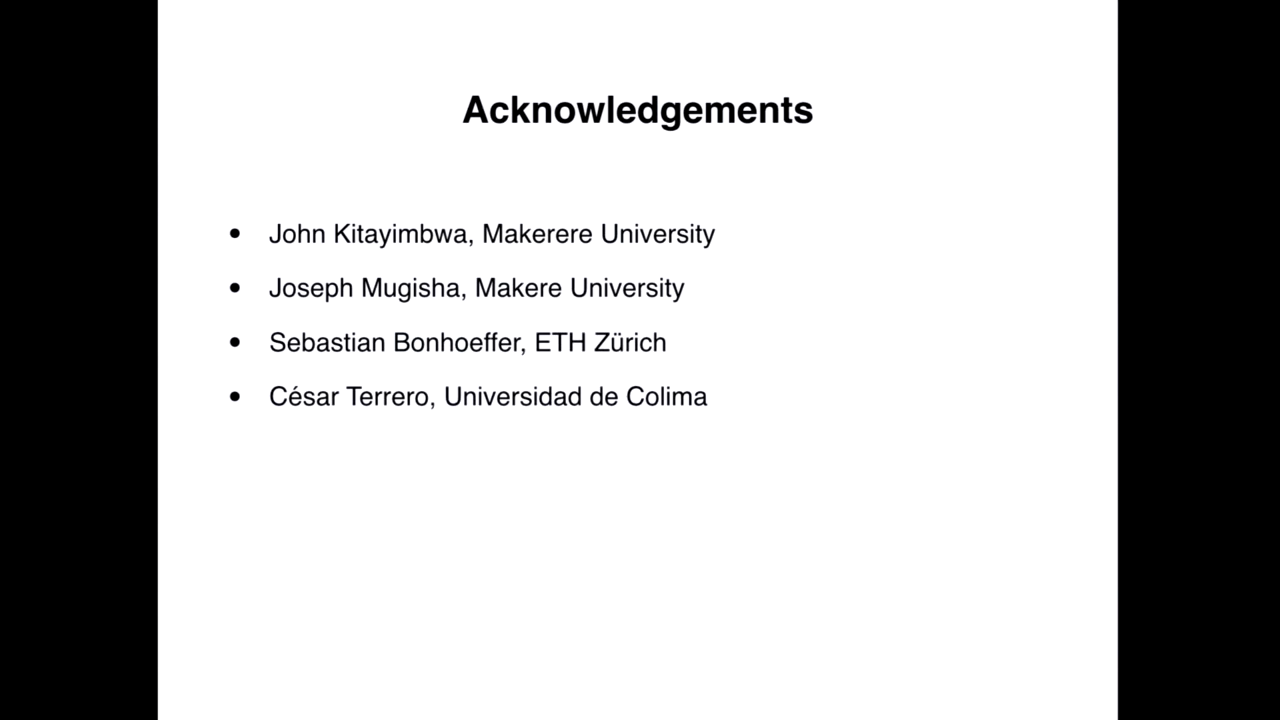 Acknowledgements
• John Kitayimbwa, Makerere University
• Joseph Mugisha, Makere University
• Sebastian Bonhoeffer, ETH Zürich
• César Terrero, Universidad de Colima